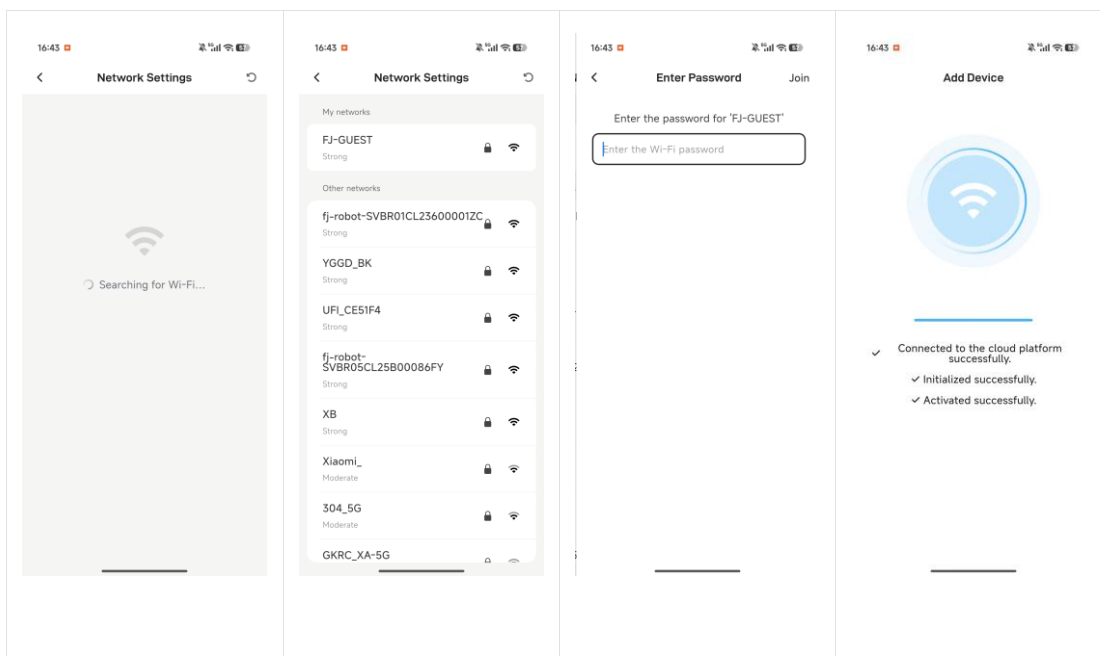 16:43
Network Settings
Searching for Wi-Fi...
16:43
Network Settings
My networks
FJ-GUEST
Strong
Other networks
fj-robot-SVBR01CL23600001ZC
Strong
YGGD_BK
Strong
UFI_CE51F4
Strong
fj-robot-
SVBR05CL25B00086FY
Strong
XB
Strong
Xiaomi_
Moderate
304_5G
Moderate
GKRC_XA-5G
16:43
Enter Password
Join
Enter the password for 'FJ-GUEST'
Enter the Wi-Fi password
16:43
Add Device
Connected to the cloud platform
successfully.
Initialized successfully.
Activated successfully.